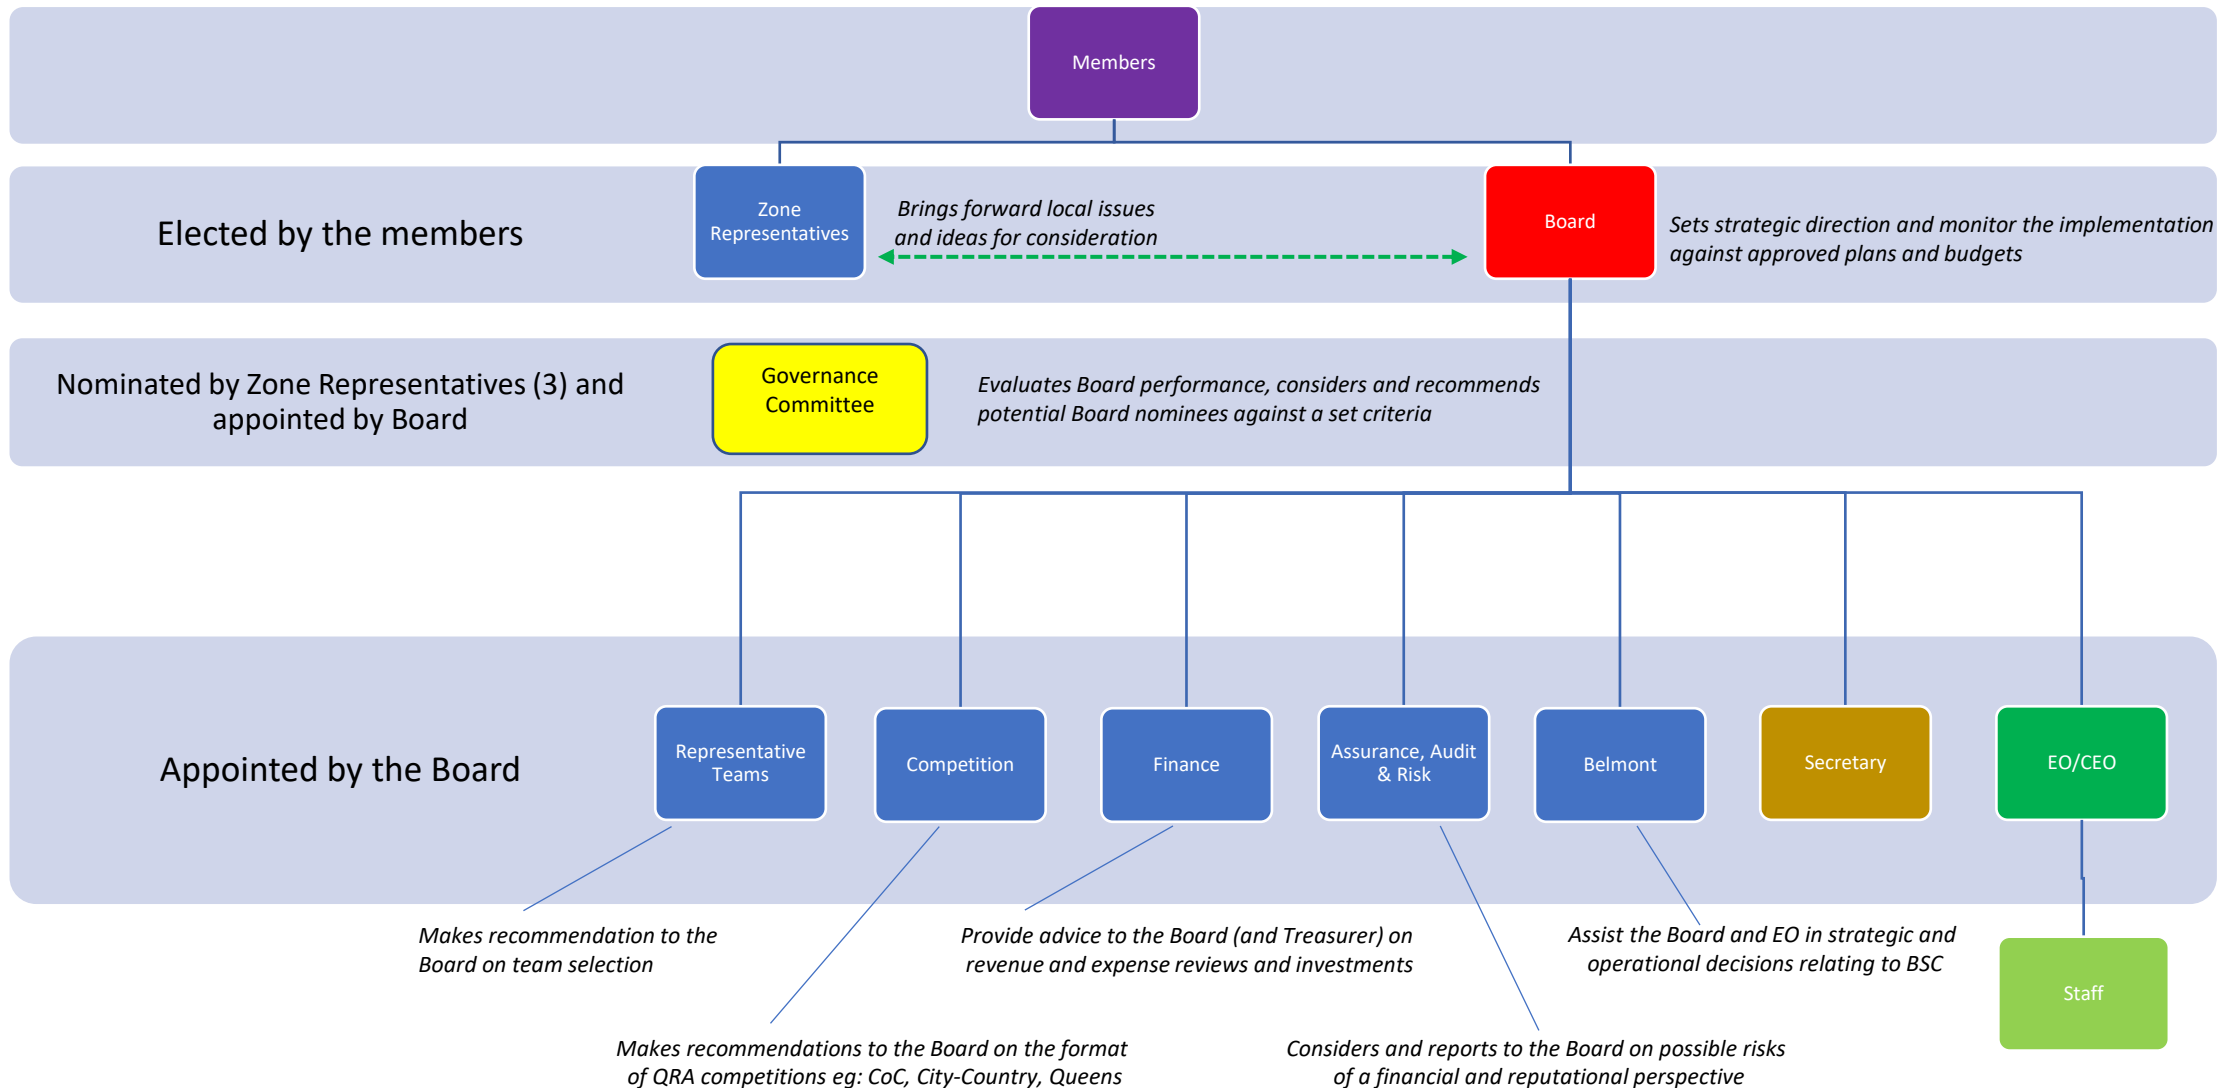 Members
Elected by the members
Zone
Representatives
Brings forward local issues
and ideas for consideration
Board
Sets strategic direction and monitor the implementation
against approved plans and budgets
Nominated by Zone Representatives (3) and
appointed by Board
Governance
Committee
Evaluates Board performance, considers and recommends
potential Board nominees against a set criteria
Appointed by the Board
Representative
Teams
Competition
Finance
Assurance, Audit
& Risk
Belmont
Secretary
EO/CEO
Makes recommendation to the
Board on team selection
Provide advice to the Board (and Treasurer) on
revenue and expense reviews and investments
Assist the Board and EO in strategic and
operational decisions relating to BSC
Staff
Makes recommendations to the Board on the format
of QRA competitions eg: CoC, City-Country, Queens
Considers and reports to the Board on possible risks
of a financial and reputational perspective